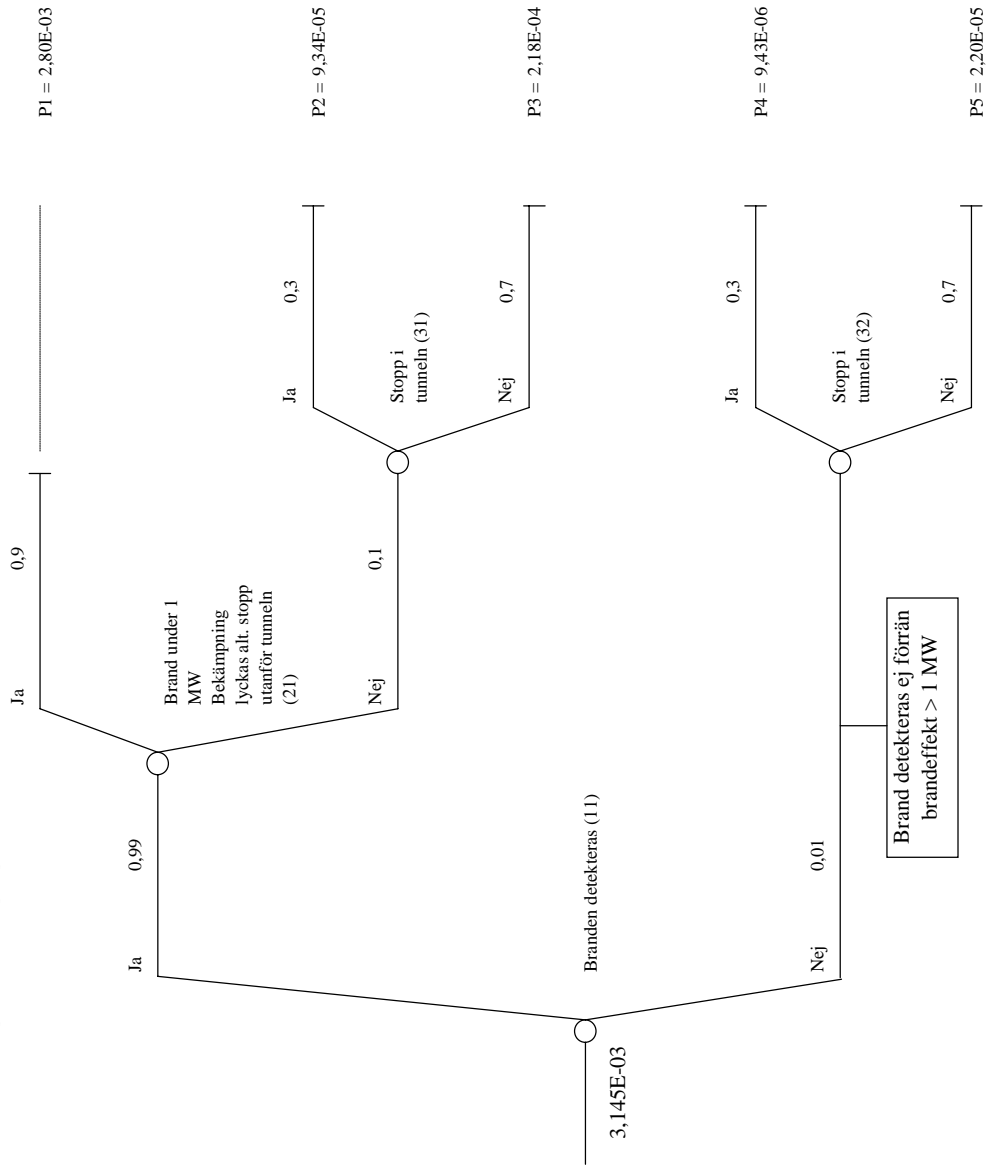 3,145E-03
Branden detekteras (11)
Ja
0,99
Nej
0,01
Brand detekteras ej förrän
brandeffekt > 1 MW
Brand under 1
MW
Bekämpning
lyckas alt. stopp
utanför tunneln
(21)
Ja
0,9
Nej
0,1
Stopp i
tunneln (31)
Ja
0,3
Nej
0,7
Stopp i
tunneln (32)
Ja
0,3
Nej
0,7
P1 = 2,80E-03
P2 = 9,34E-05
P3 = 2,18E-04
P4 = 9,43E-06
P5 = 2,20E-05